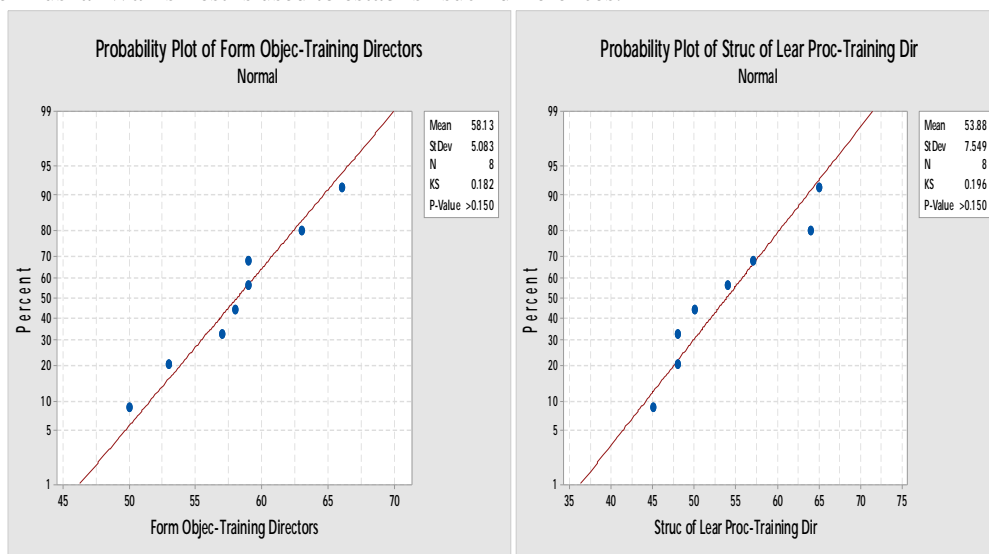 Probability Plot of Form Objec-Training Directors
Normal
99
95
90
80
70
60
50
40
30
20
10
5
1
Percent
45 50 55 60 65 70
Form Objec-Training Directors
Mean 58.13
StDev 5.083
N 8
KS 0.182
P-Value >0.150
Probability Plot of Struc of Lear Proc-Training Dir
Normal
99
95
90
80
70
60
50
40
30
20
10
5
1
Percent
35 40 45 50 55 60 65 70 75
Struc of Lear Proc-Training Dir
Mean 53.88
StDev 7.549
N 8
KS 0.196
P-Value >0.150